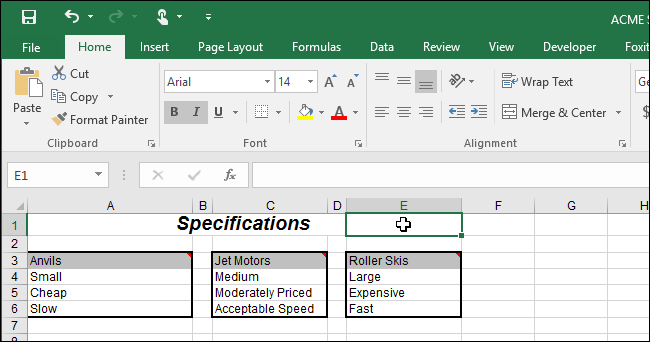 ACME S
File Home Insert Page Layout Formulas Data Review View Developer Foxit
Paste
Cut
Copy
Format Painter
Clipboard
Arial 14 A A
B I U A
Font
Wrap Text
Merge & Center
Alignment
Ge
$
E1 fx
A B C D E F G H
1 Specifications
2
3 Anvils Jet Motors Roller Skis
4 Small Medium Large
5 Cheap Moderately Priced Expensive
6 Slow Acceptable Speed Fast
7